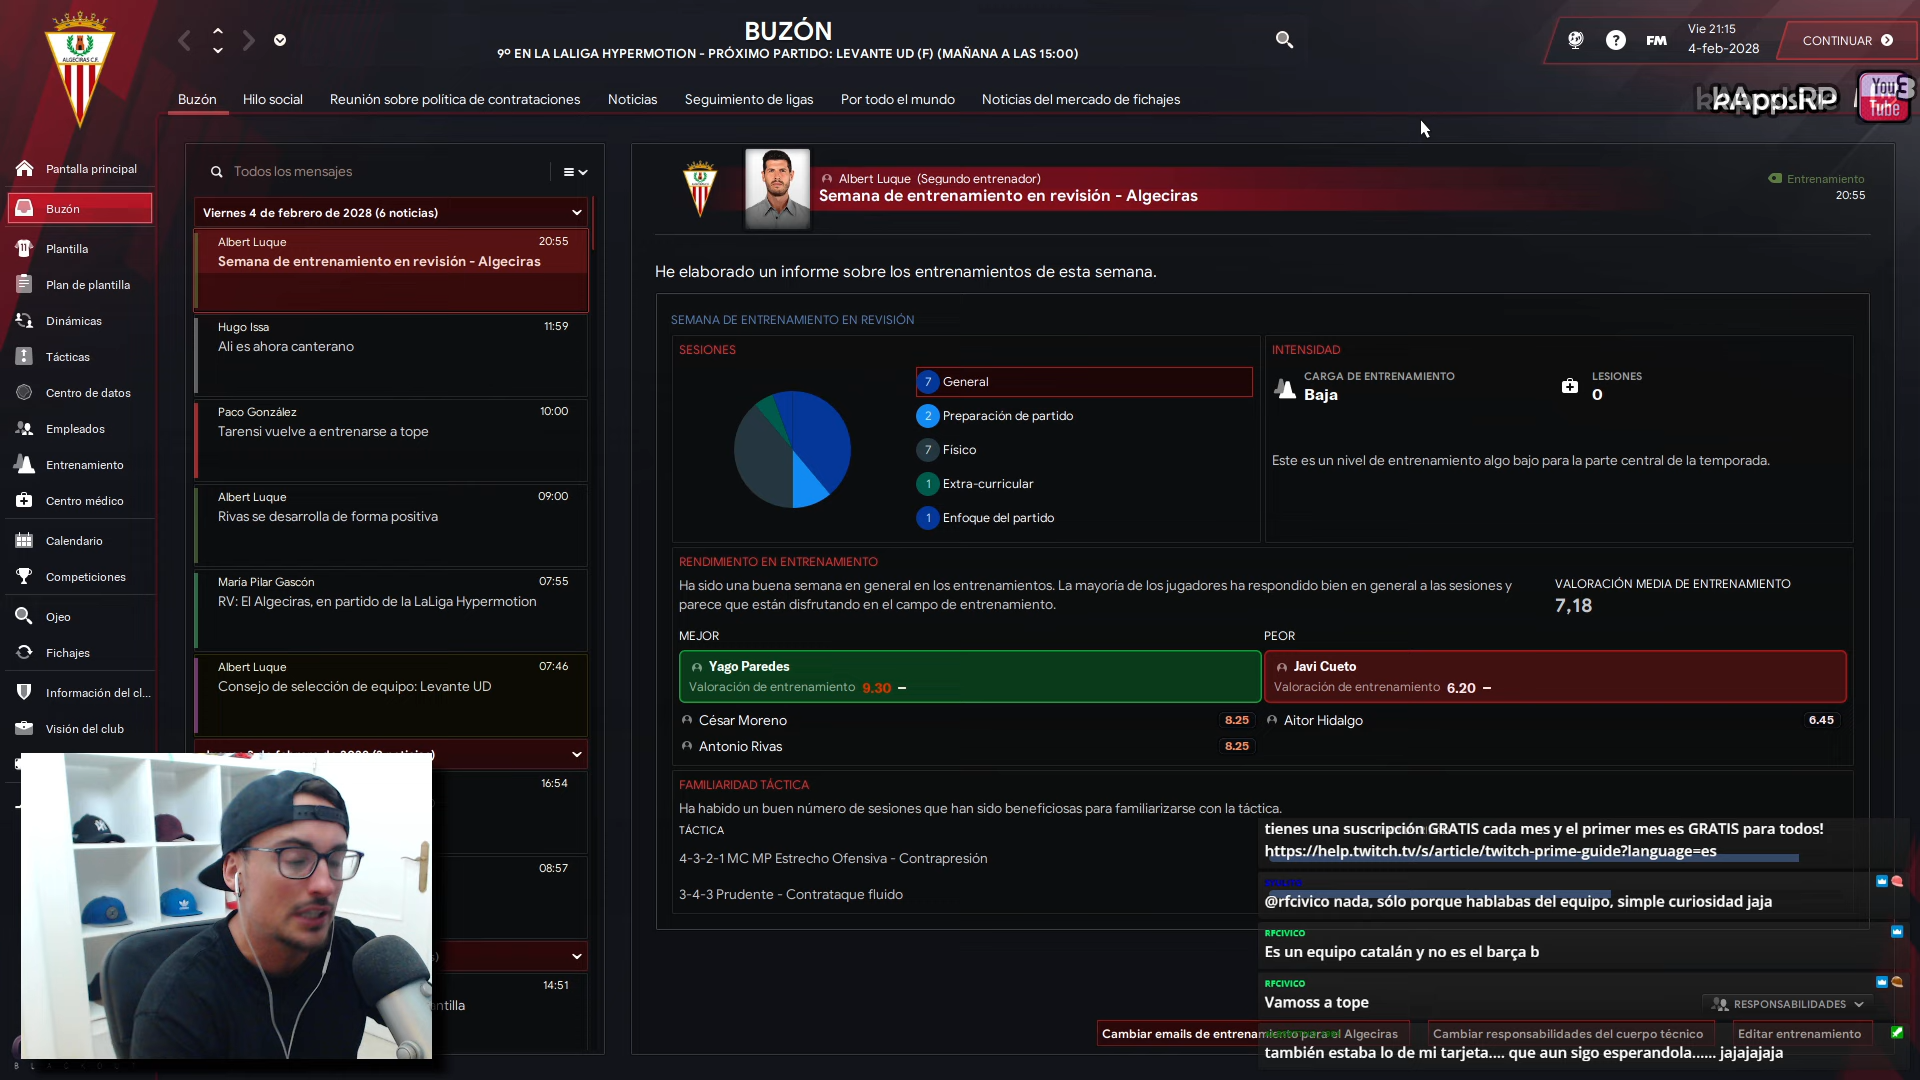 BUZÓN
9º EN LA LALIGA HYPERMOTION - PRÓXIMO PARTIDO: LEVANTE UD (F) (MAÑANA A LAS 15:00)
FM
Vie 21:15
4-feb-2028
CONTINUAR
ALGECIRAS C.F.
Buzón
Hilo social
Reunión sobre política de contrataciones
Noticias
Seguimiento de ligas
Por todo el mundo
Noticias del mercado de fichajes
kAppsRP
You Tube
Pantalla principal
Buzón
Plantilla
Plan de plantilla
Dinámicas
Tácticas
Centro de datos
Empleados
Entrenamiento
Centro médico
Calendario
Competiciones
Ojeo
Fichajes
Información del cl...
Visión del club
Todos los mensajes
Viernes 4 de febrero de 2028 (6 noticias)
Albert Luque 20:55
Semana de entrenamiento en revisión - Algeciras
Hugo Issa 11:59
Ali es ahora canterano
Paco González 10:00
Tarensi vuelve a entrenarse a tope
Albert Luque 09:00
Rivas se desarrolla de forma positiva
María Pilar Gascón 07:55
RV: El Algeciras, en partido de la LaLiga Hypermotion
Albert Luque 07:46
Consejo de selección de equipo: Levante UD
16:54
08:57
14:51
Albert Luque (Segundo entrenador)
Semana de entrenamiento en revisión - Algeciras
Entrenamiento
20:55
He elaborado un informe sobre los entrenamientos de esta semana.
SEMANA DE ENTRENAMIENTO EN REVISIÓN
SESIONES
7 General
2 Preparación de partido
7 Físico
1 Extra-curricular
1 Enfoque del partido
INTENSIDAD
CARGA DE ENTRENAMIENTO
Baja
LESIONES
0
Este es un nivel de entrenamiento algo bajo para la parte central de la temporada.
RENDIMIENTO EN ENTRENAMIENTO
Ha sido una buena semana en general en los entrenamientos. La mayoría de los jugadores ha respondido bien en general a las sesiones y
parece que están disfrutando en el campo de entrenamiento.
VALORACIÓN MEDIA DE ENTRENAMIENTO
7,18
MEJOR
Yago Paredes
Valoración de entrenamiento 9.30 –
César Moreno 8.25
Antonio Rivas 8.25
PEOR
Javi Cueto
Valoración de entrenamiento 6.20 –
Aitor Hidalgo 6.45
FAMILIARIDAD TÁCTICA
Ha habido un buen número de sesiones que han sido beneficiosas para familiarizarse con la táctica.
TÁCTICA
4-3-2-1 MC MP Estrecho Ofensiva - Contrapresión
3-4-3 Prudente - Contrataque fluido
tienes una suscripción GRATIS cada mes y el primer mes es GRATIS para todos!
https://help.twitch.tv/s/article/twitch-prime-guide?language=es
@rfcivico nada, sólo porque hablabas del equipo, simple curiosidad jaja
RFCIVICO
Es un equipo catalán y no es el barça b
RFCIVICO
Vamoss a tope
RESPONSABILIDADES
Cambiar emails de entrenamiento para el Algeciras
Cambiar responsabilidades del cuerpo técnico
Editar entrenamiento
también estaba lo de mi tarjeta.... que aun sigo esperandola...... jajajajaja